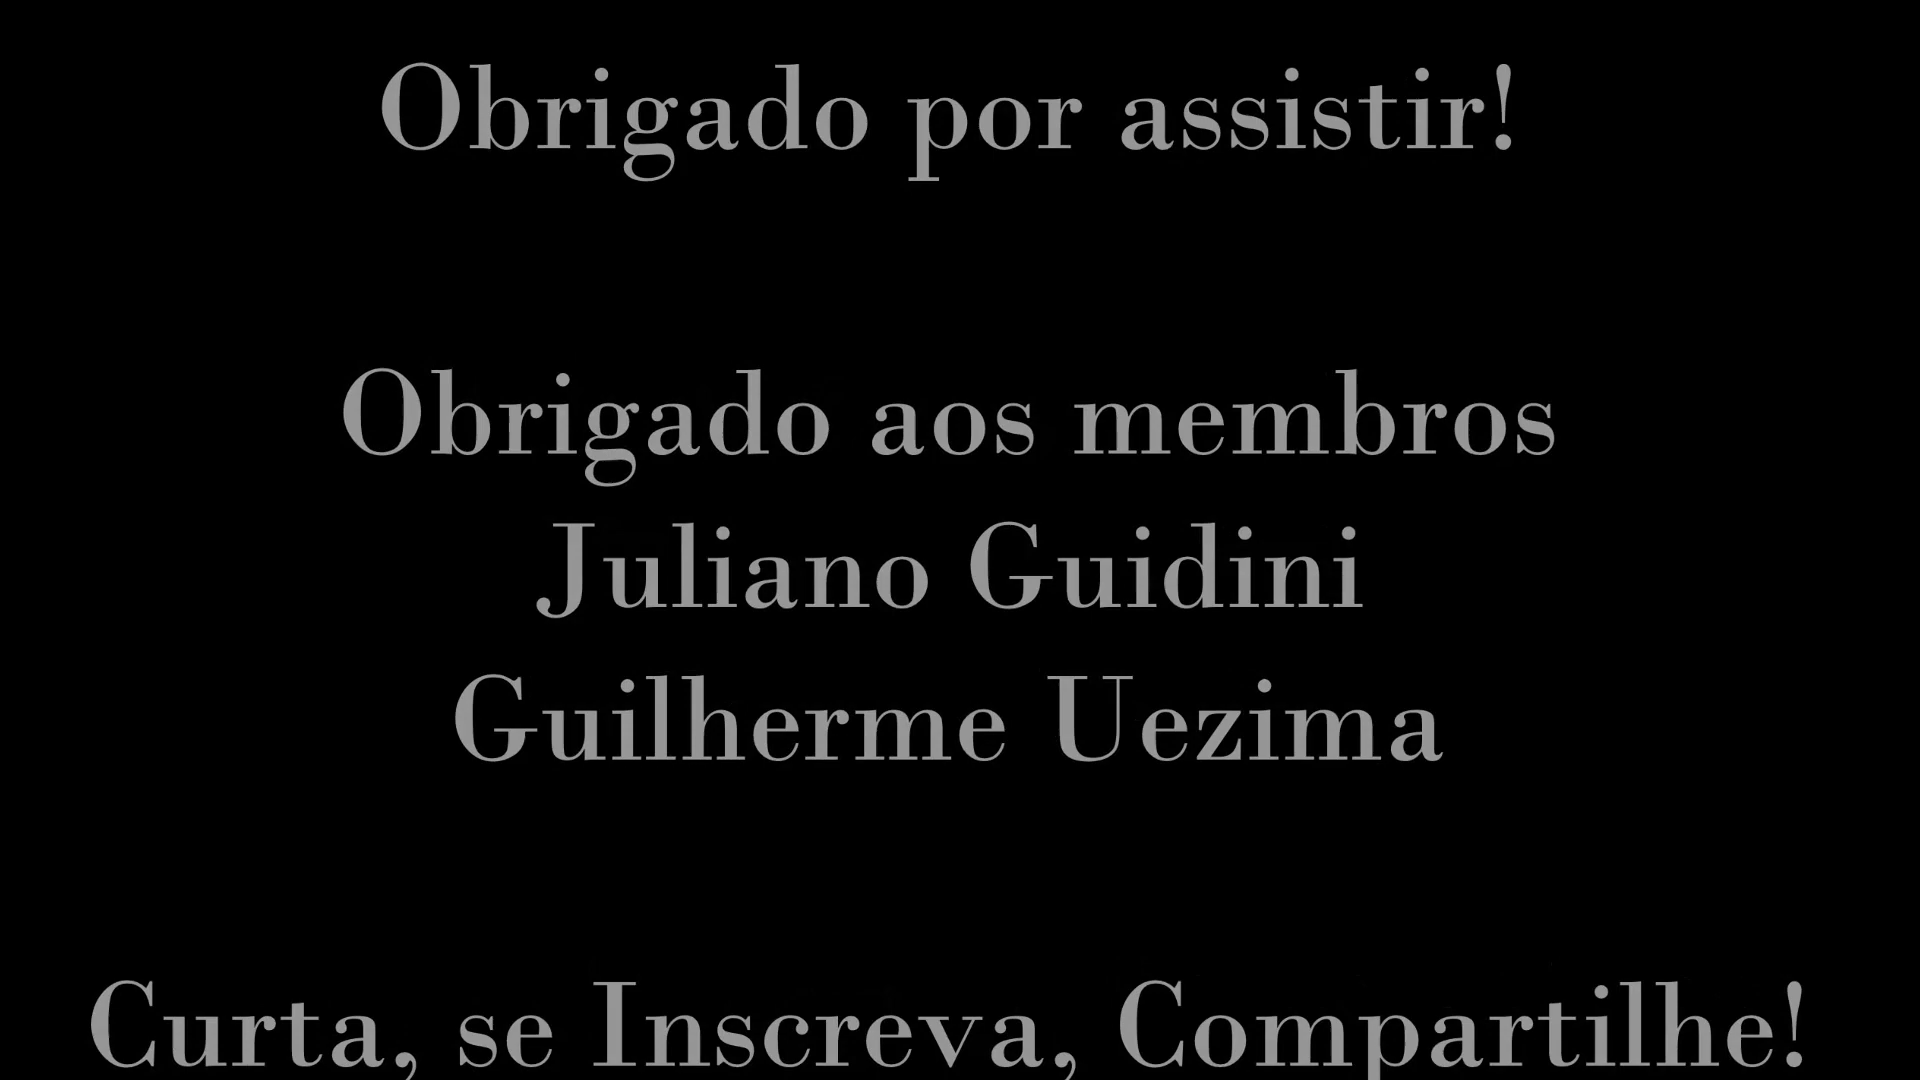 Obrigado por assistir!
Obrigado aos membros
Juliano Guidini
Guilherme Uezima
Curta, se Inscreva, Compartilhe!